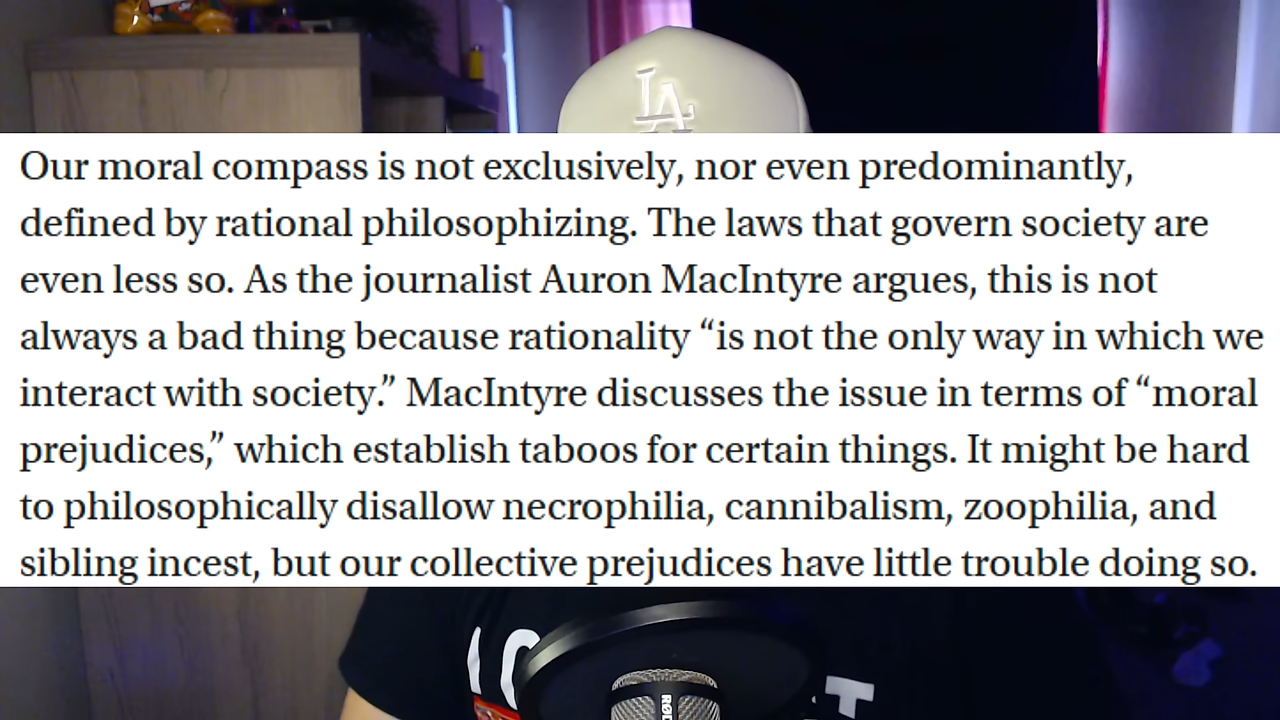 LA
Our moral compass is not exclusively, nor even predominantly,
defined by rational philosophizing. The laws that govern society are
even less so. As the journalist Auron MacIntyre argues, this is not
always a bad thing because rationality “is not the only way in which we
interact with society.” MacIntyre discusses the issue in terms of “moral
prejudices,” which establish taboos for certain things. It might be hard
to philosophically disallow necrophilia, cannibalism, zoophilia, and
sibling incest, but our collective prejudices have little trouble doing so.